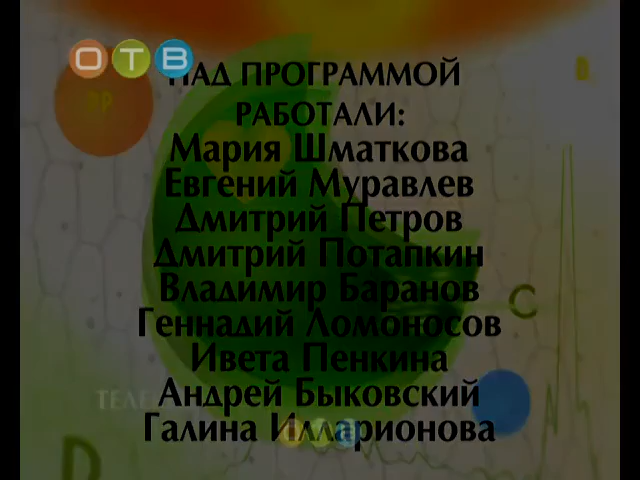 ОТВ
НАД ПРОГРАММОЙ
РАБОТАЛИ:
Мария Шматкова
Евгений Муравлев
Дмитрий Петров
Дмитрий Потапкин
Владимир Баранов
Геннадий Ломоносов
Ивета Пенкина
Андрей Быковский
Галина Илларионова
B
C
D